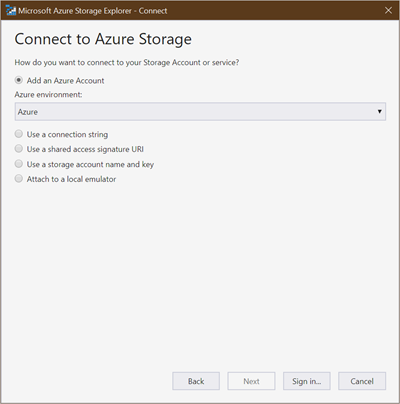 Microsoft Azure Storage Explorer - Connect
Connect to Azure Storage
How do you want to connect to your Storage Account or service?
Add an Azure Account
Azure environment:
Azure
Use a connection string
Use a shared access signature URI
Use a storage account name and key
Attach to a local emulator
Back Next Sign in... Cancel